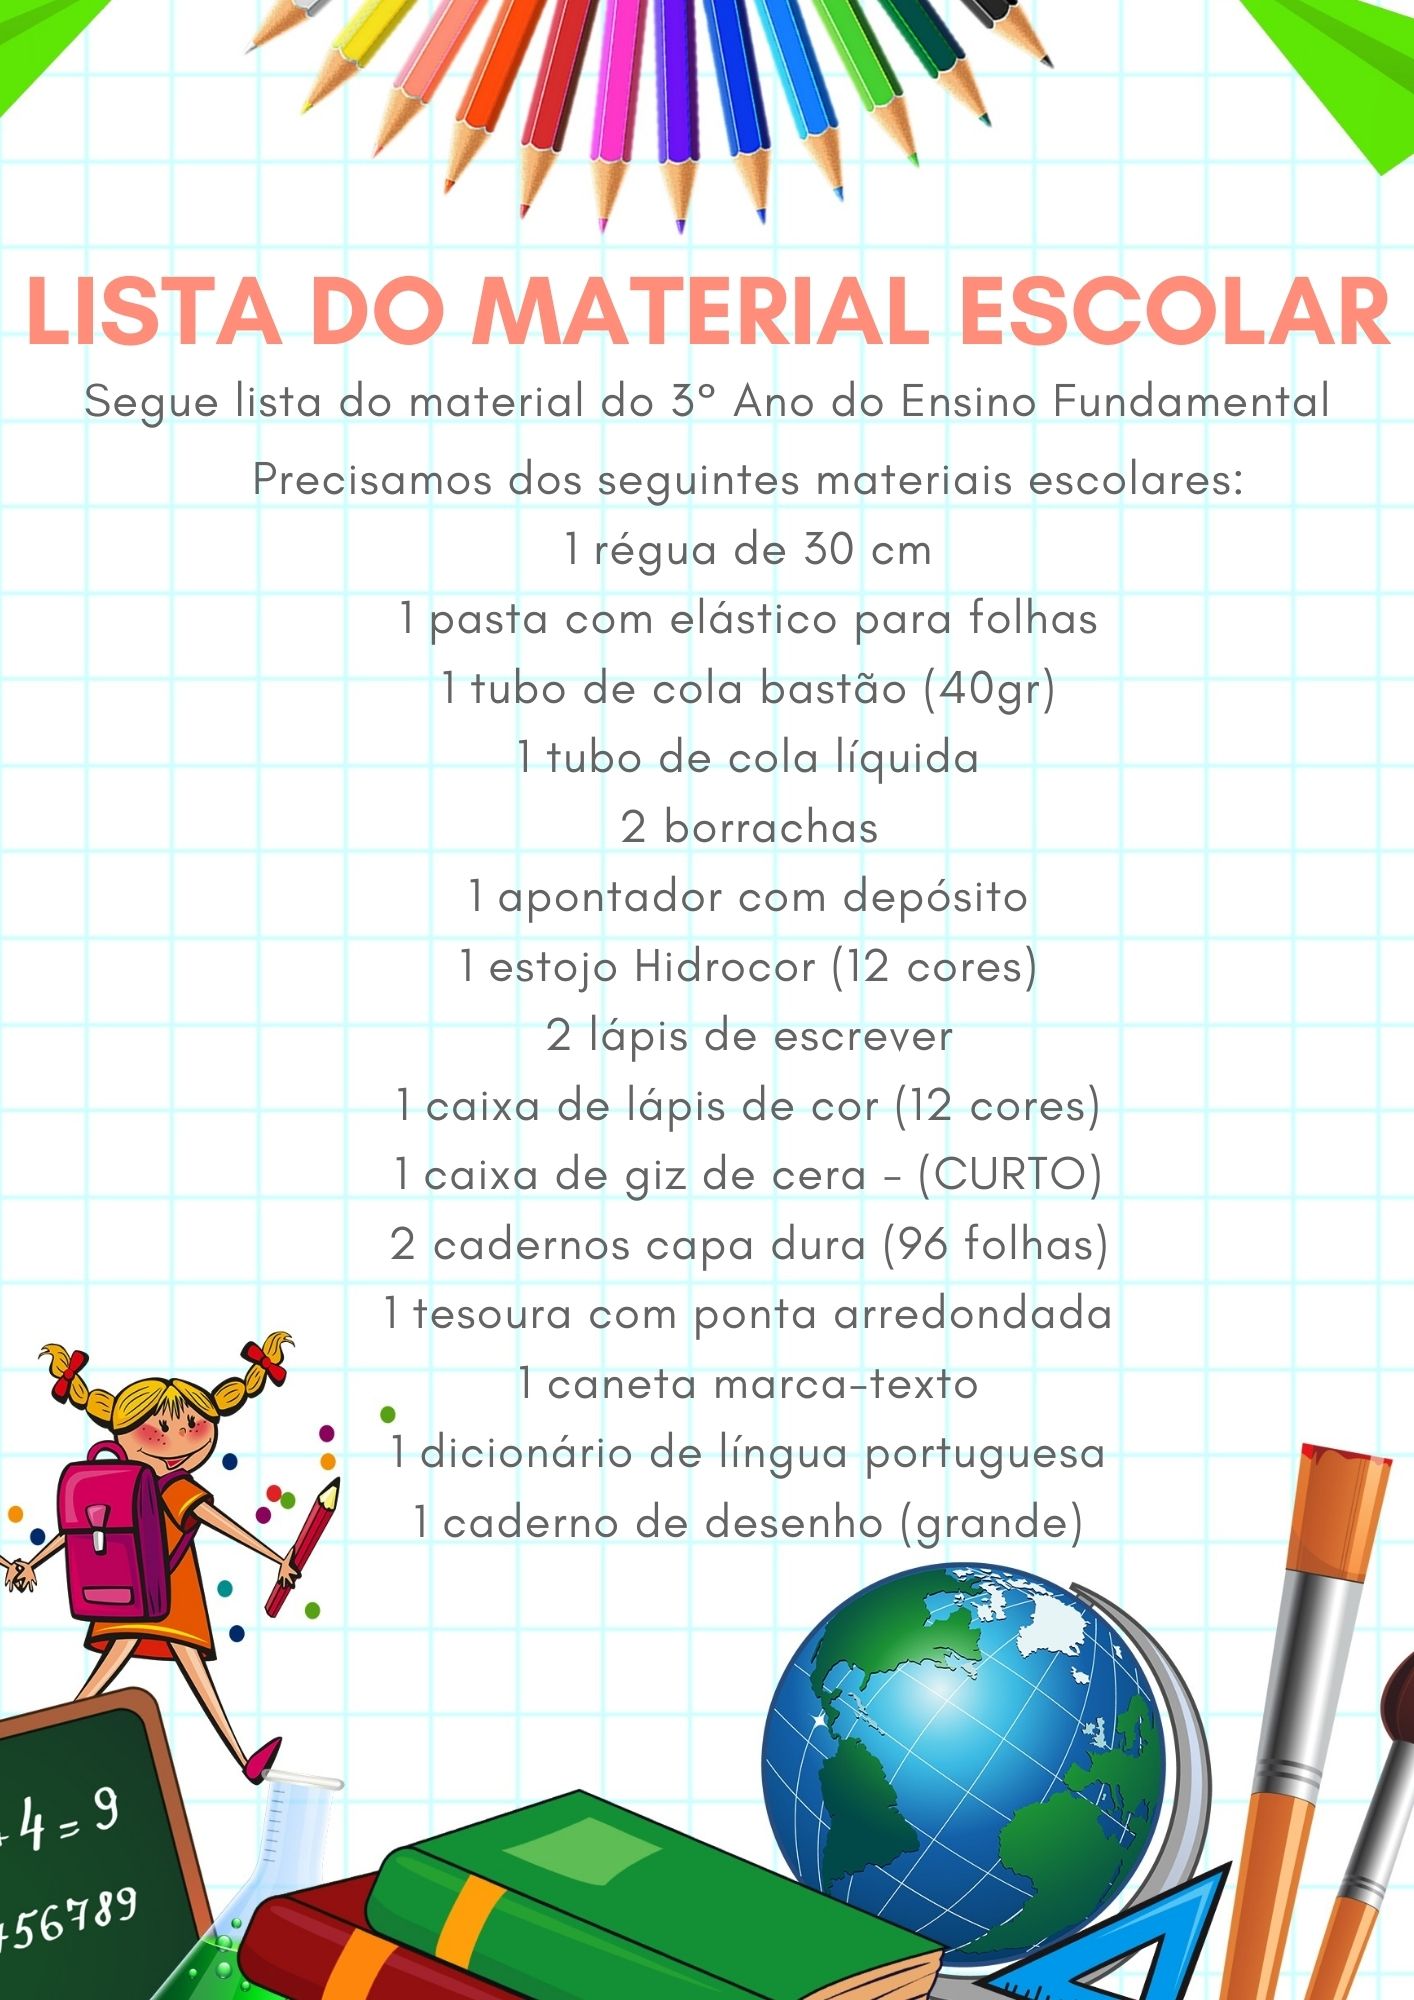 LISTA DO MATERIAL ESCOLAR
Segue lista do material do 3º Ano do Ensino Fundamental
Precisamos dos seguintes materiais escolares:
1 régua de 30 cm
1 pasta com elástico para folhas
1 tubo de cola bastão (40gr)
1 tubo de cola líquida
2 borrachas
1 apontador com depósito
1 estojo Hidrocor (12 cores)
2 lápis de escrever
1 caixa de lápis de cor (12 cores)
1 caixa de giz de cera - (CURTO)
2 cadernos capa dura (96 folhas)
1 tesoura com ponta arredondada
1 caneta marca-texto
1 dicionário de língua portuguesa
1 caderno de desenho (grande)
4 = 9
56789